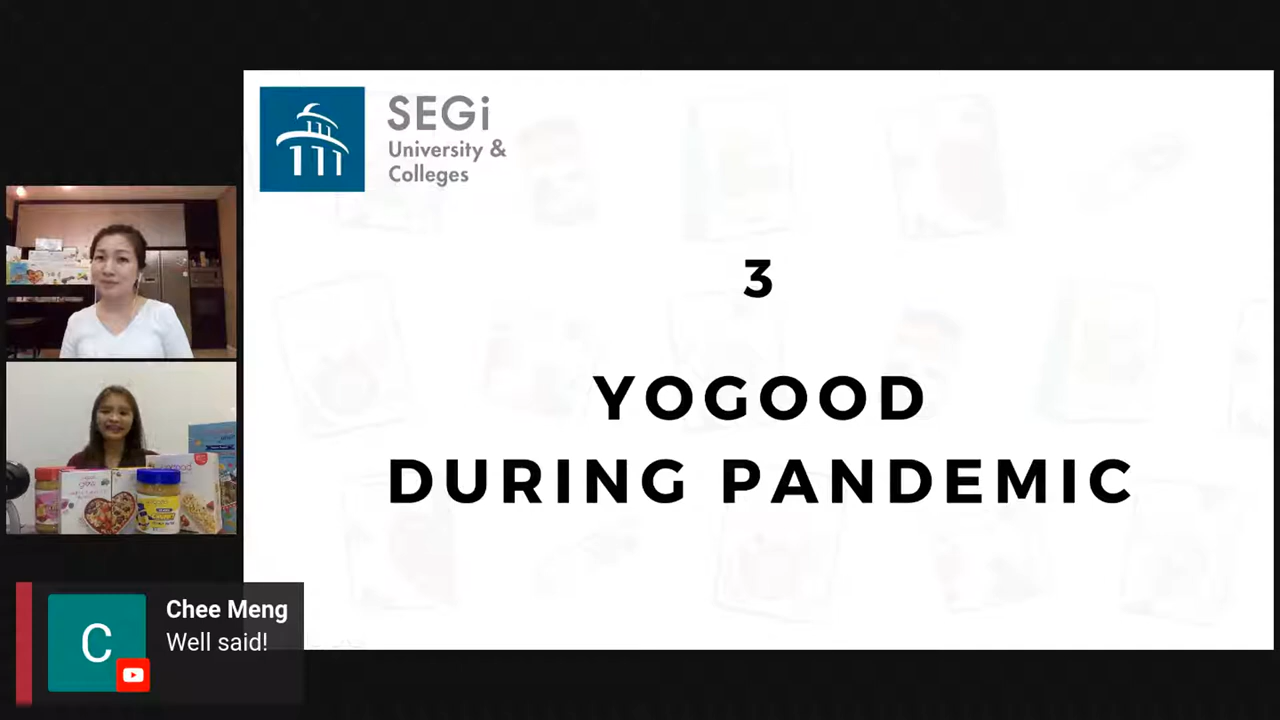 SEGi
University &
Colleges
3
YOGOOD
DURING PANDEMIC
C
Chee Meng
Well said!